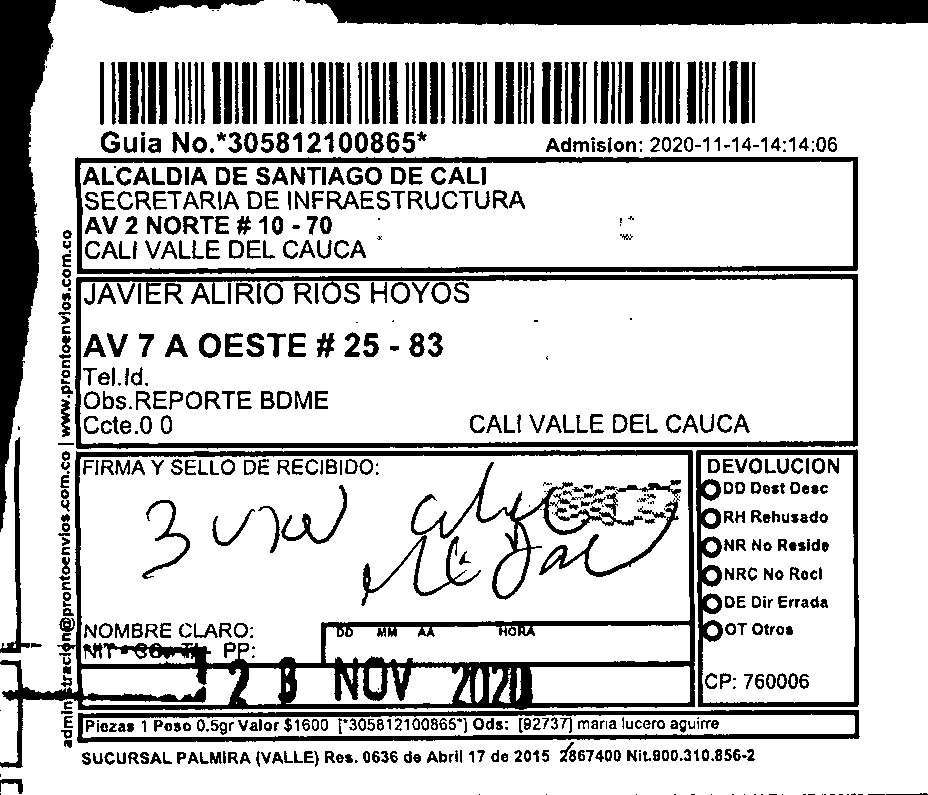 Guia No.*305812100865*
Admision: 2020-11-14-14:14:06
ALCALDIA DE SANTIAGO DE CALI
SECRETARIA DE INFRAESTRUCTURA
AV 2 NORTE # 10 - 70
CALI VALLE DEL CAUCA
JAVIER ALIRIO RIOS HOYOS
AV 7 A OESTE # 25 - 83
Tel.Id.
Obs.REPORTE BDME
Ccte.0 0
CALI VALLE DEL CAUCA
www.prontoenvios.com.co
administracion@prontoenvios.com.co
FIRMA Y SELLO DE RECIBIDO:
NOMBRE CLARO:
PP:
DD MM AA HORA
NOV 2020
DEVOLUCION
DD Dest Desc
RH Rehusado
NR No Reside
NRC No Recl
DE Dir Errada
OT Otros
CP: 760006
Piezas 1 Peso 0.5gr Valor $1600 [*305812100865*] Ods: [92737] maria lucero aguirre
SUCURSAL PALMIRA (VALLE) Res. 0636 de Abril 17 de 2015 2867400 Nit.900.310.856-2